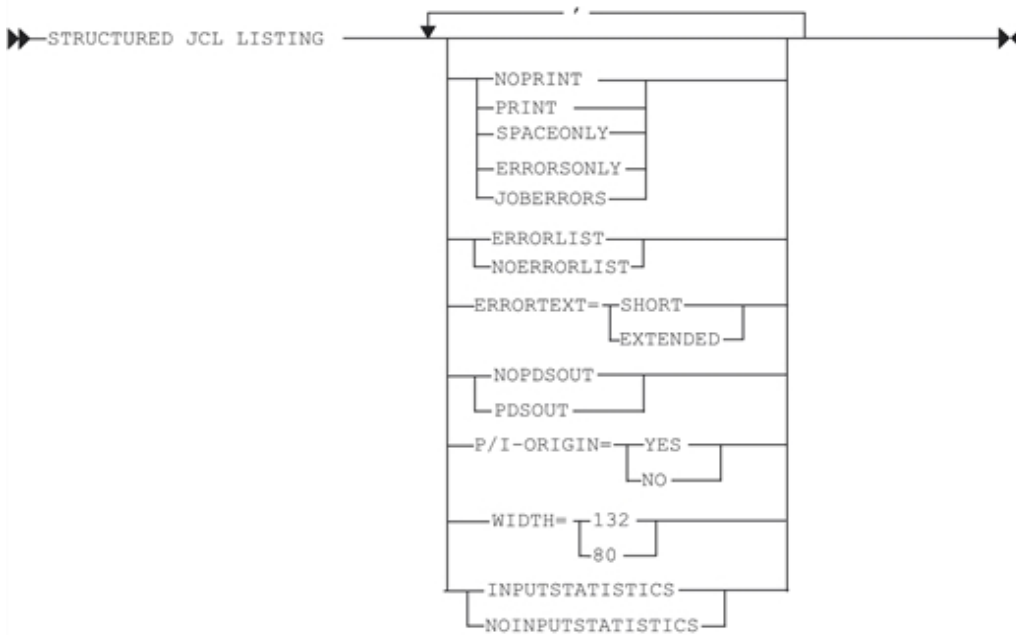 ,
STRUCTURED JCL LISTING
NOPRINT
PRINT
SPACEONLY
ERRORSONLY
JOBERRORS
ERRORLIST
NOERRORLIST
ERRORTEXT= SHORT
EXTENDED
NOPDSOUT
PDSOUT
P/I-ORIGIN= YES
NO
WIDTH= 132
80
INPUTSTATISTICS
NOINPUTSTATISTICS